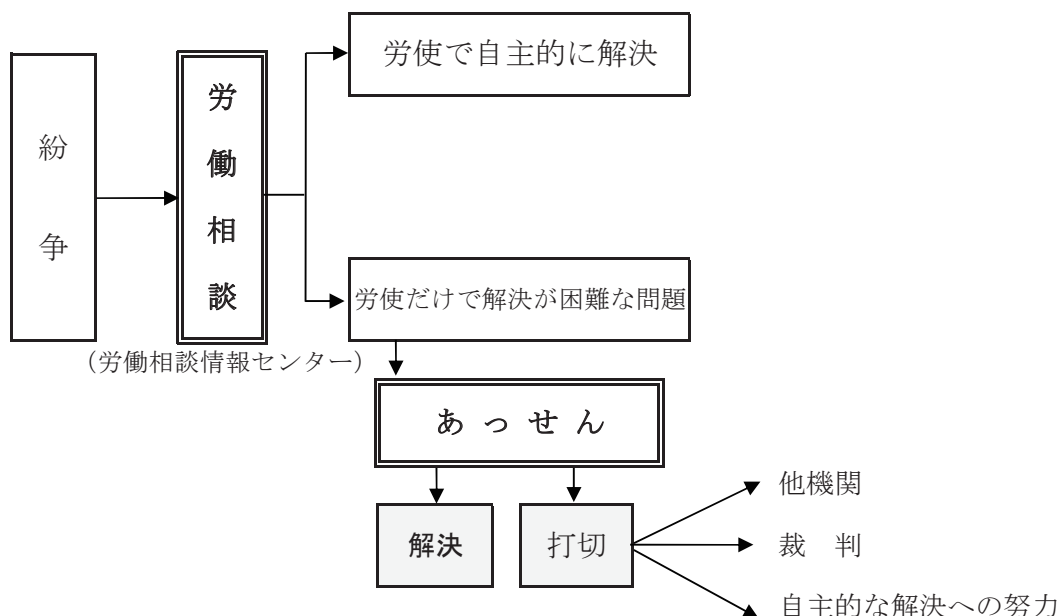 紛争
労働相談
(労働相談情報センター)
労使で自主的に解決
労使だけで解決が困難な問題
あっせん
解決
打切
他機関
裁　判
自主的な解決への努力